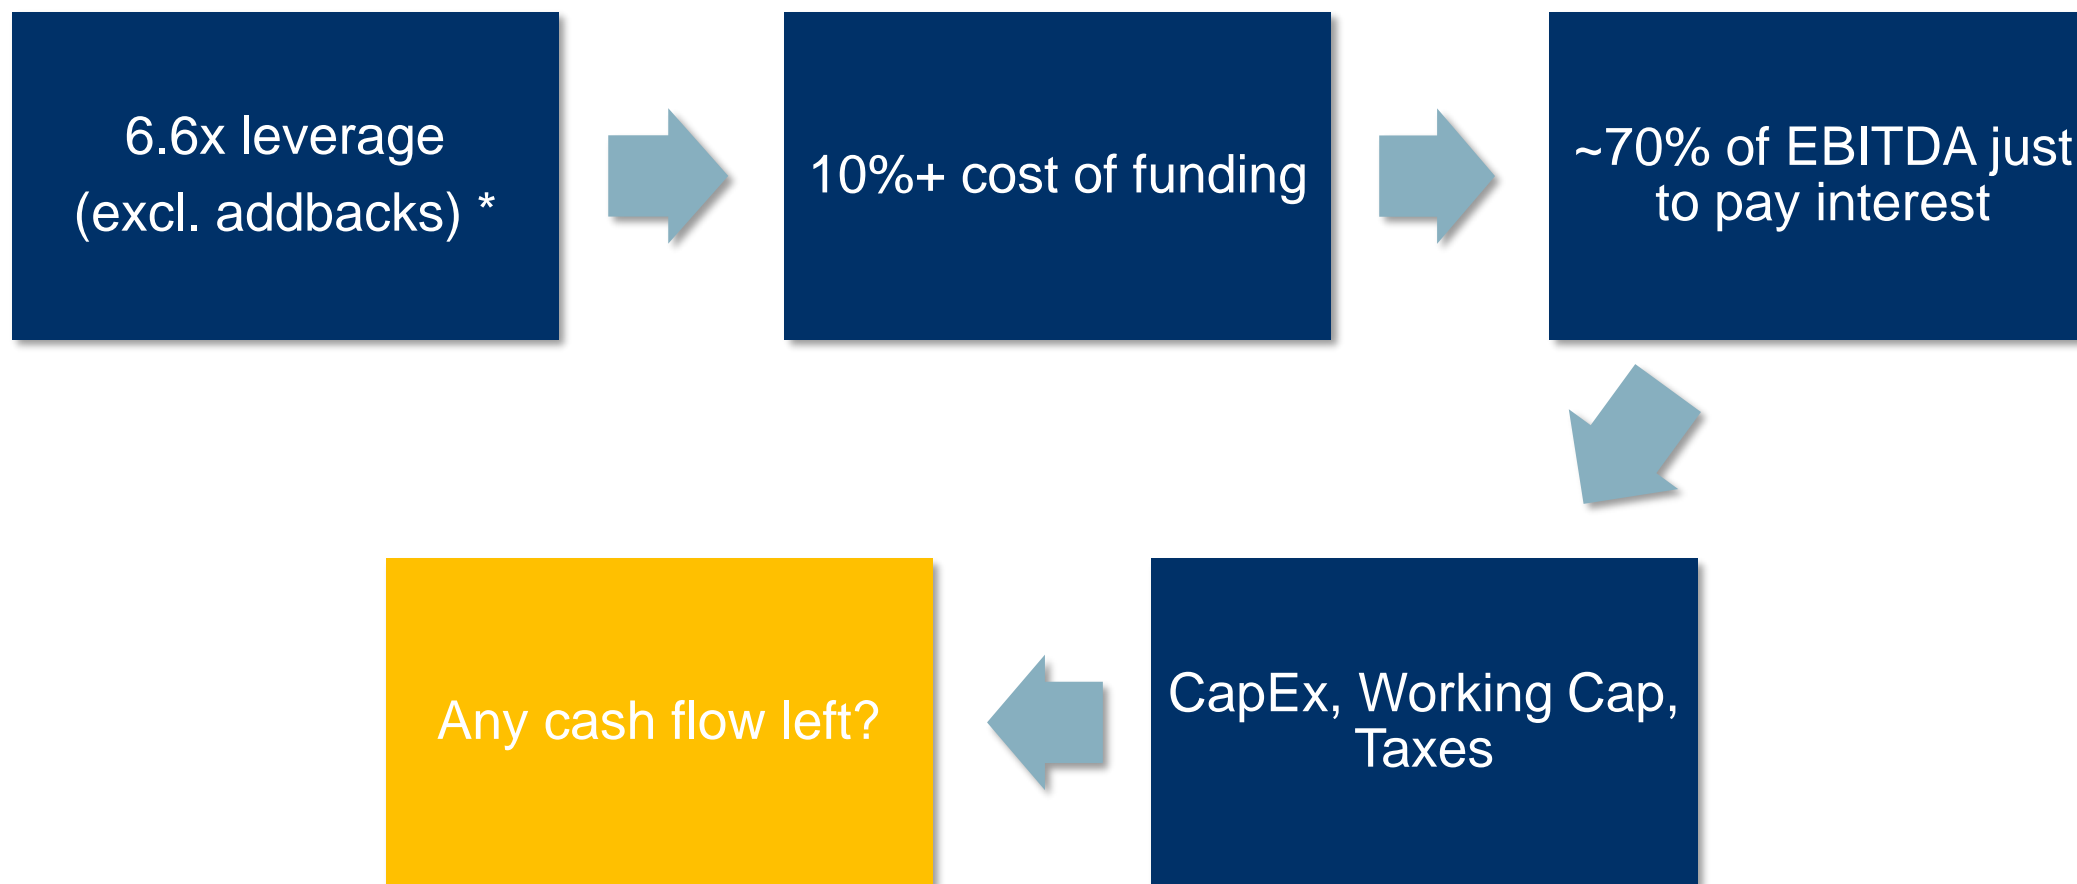 6.6x leverage
(excl. addbacks) *
10%+ cost of funding
~70% of EBITDA just
to pay interest
CapEx, Working Cap,
Taxes
Any cash flow left?